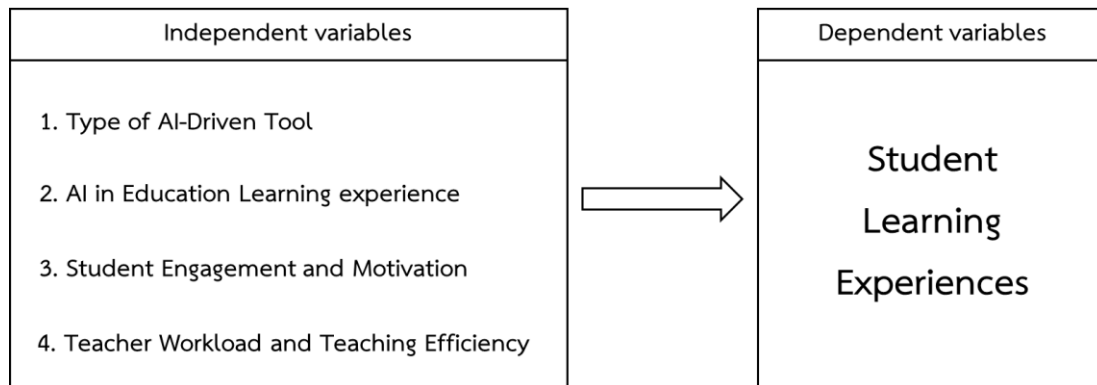 Independent variables
1. Type of AI-Driven Tool
2. AI in Education Learning experience
3. Student Engagement and Motivation
4. Teacher Workload and Teaching Efficiency
Dependent variables
Student
Learning
Experiences